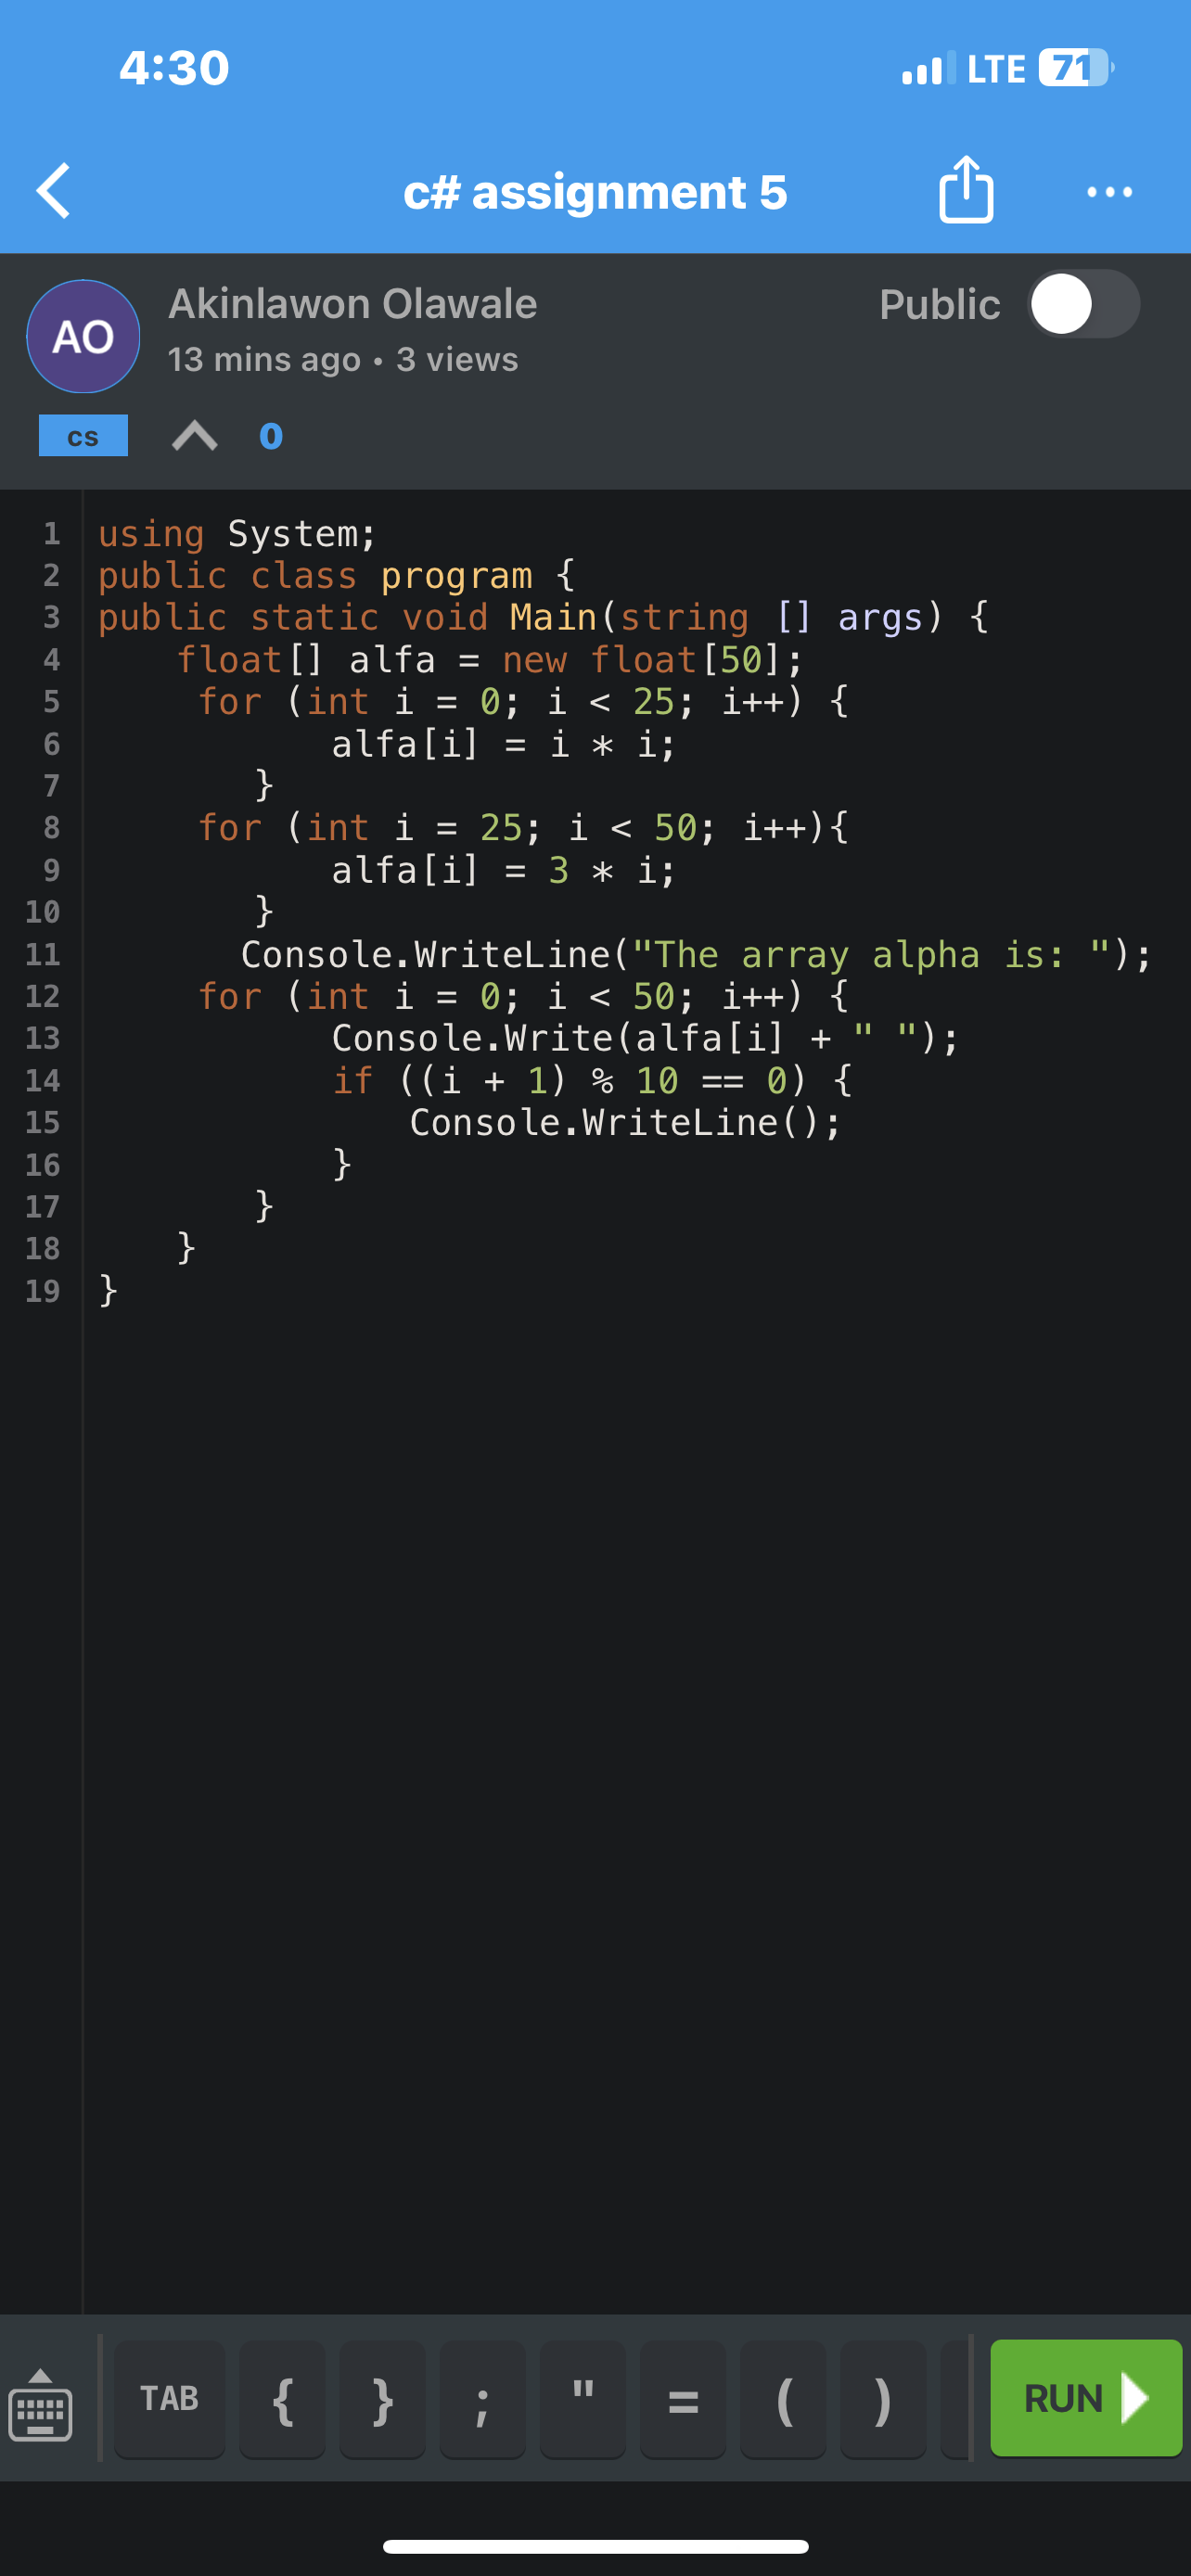 4:30
LTE 71
c# assignment 5
AO
Akinlawon Olawale
Public
13 mins ago • 3 views
cs
0
1 using System;
2 public class program {
3 public static void Main(string [] args) {
4 float[] alfa = new float[50];
5 for (int i = 0; i < 25; i++) {
6 alfa[i] = i * i;
7 }
8 for (int i = 25; i < 50; i++){
9 alfa[i] = 3 * i;
10 }
11 Console.WriteLine("The array alpha is: ");
12 for (int i = 0; i < 50; i++) {
13 Console.Write(alfa[i] + " ");
14 if ((i + 1) % 10 == 0) {
15 Console.WriteLine();
16 }
17 }
18 }
19 }
TAB { } ; " = ( ) RUN